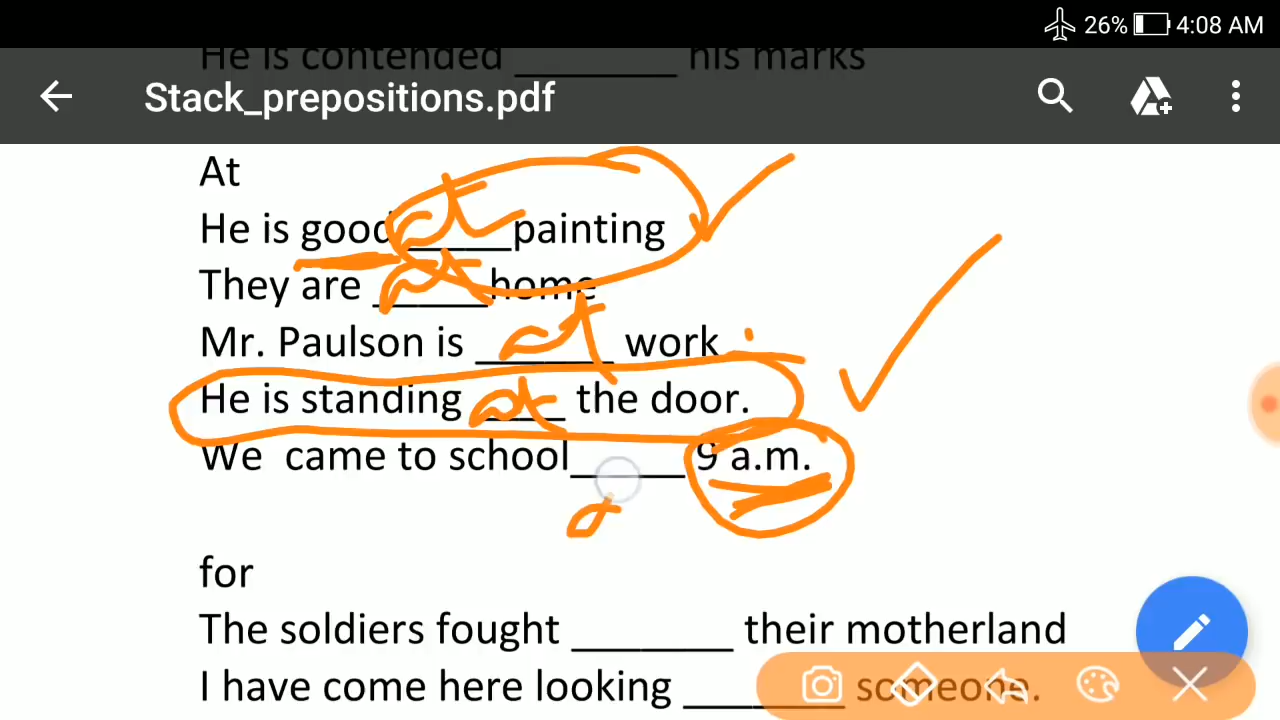 26% 4:08 AM
He is contended ________ his marks
Stack_prepositions.pdf
At
He is good at painting
They are at home
Mr. Paulson is at work
He is standing at the door.
We came to school______ 9 a.m.
a
for
The soldiers fought ________ their motherland
I have come here looking ________ someone.